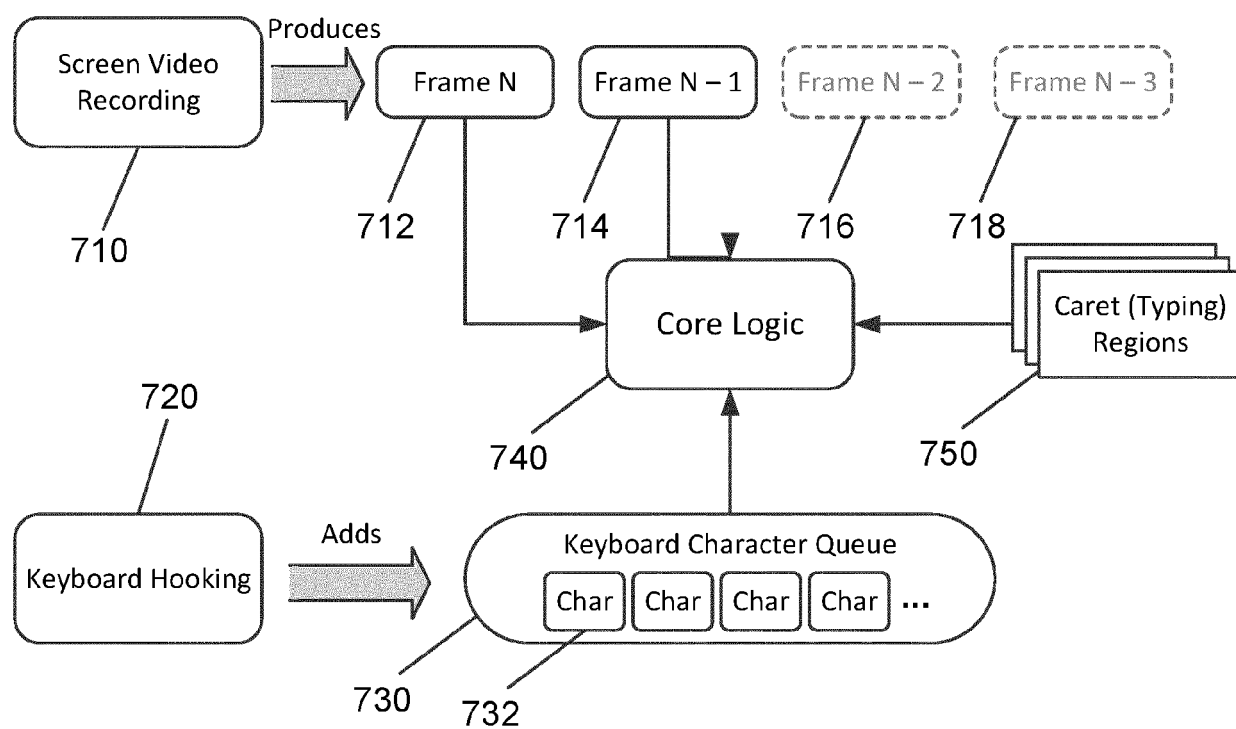 Produces
Screen Video
Recording
Frame N
Frame N – 1
Frame N – 2
Frame N – 3
710
712
714
716
718
Core Logic
Caret (Typing)
Regions
720
740
750
Adds
Keyboard Hooking
Keyboard Character Queue
Char
Char
Char
Char
...
730
732